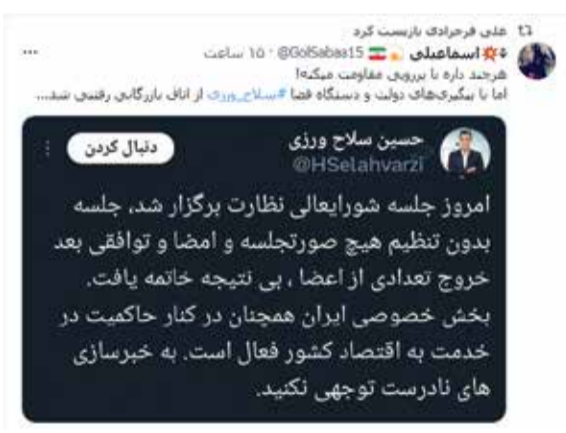 علی فرحزادی بازپست کرد
اسماعیلی @GolSabaa15 · ۱۵ ساعت
هرچند داره با پررویی مقاومت میکنه!
اما با پیگیری‌های دولت و دستگاه قضا #سلاح_ورزی از اتاق بازرگانی رفتنی شد...
حسین سلاح ورزی
@HSelahvarzi
دنبال کردن
امروز جلسه شورایعالی نظارت برگزار شد، جلسه
بدون تنظیم هیچ صورتجلسه و امضا و توافقی بعد
خروج تعدادی از اعضا ، بی نتیجه خاتمه یافت.
بخش خصوصی ایران همچنان در کنار حاکمیت در
خدمت به اقتصاد کشور فعال است. به خبرسازی
های نادرست توجهی نکنید.